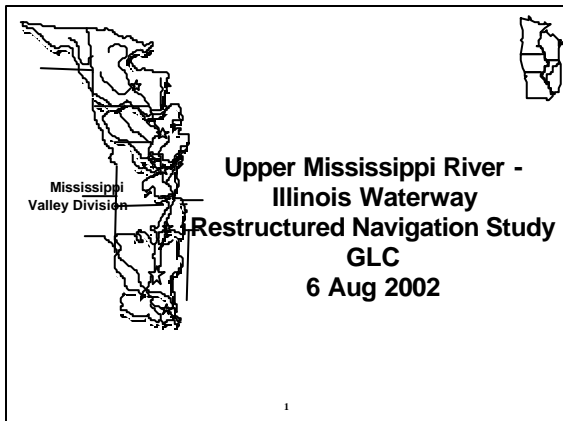 Mississippi
Valley Division
Upper Mississippi River -
Illinois Waterway
Restructured Navigation Study
GLC
6 Aug 2002
1